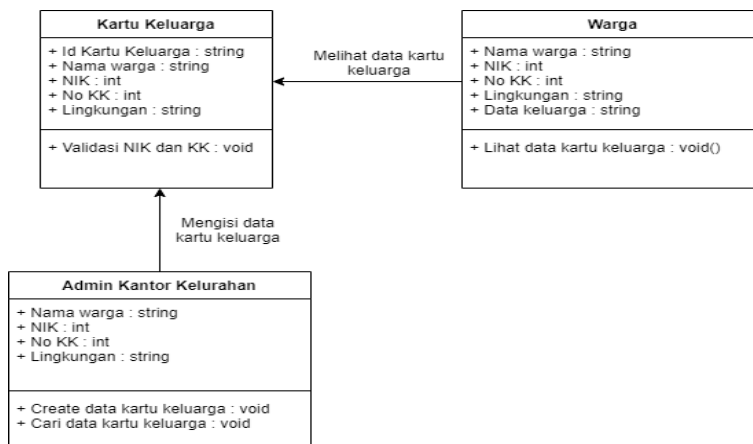 Kartu Keluarga
+ Id Kartu Keluarga : string
+ Nama warga : string
+ NIK : int
+ No KK : int
+ Lingkungan : string
+ Validasi NIK dan KK : void
Melihat data kartu
keluarga
Warga
+ Nama warga : string
+ NIK : int
+ No KK : int
+ Lingkungan : string
+ Data keluarga : string
+ Lihat data kartu keluarga : void()
Mengisi data
kartu keluarga
Admin Kantor Kelurahan
+ Nama warga : string
+ NIK : int
+ No KK : int
+ Lingkungan : string
+ Create data kartu keluarga : void
+ Cari data kartu keluarga : void